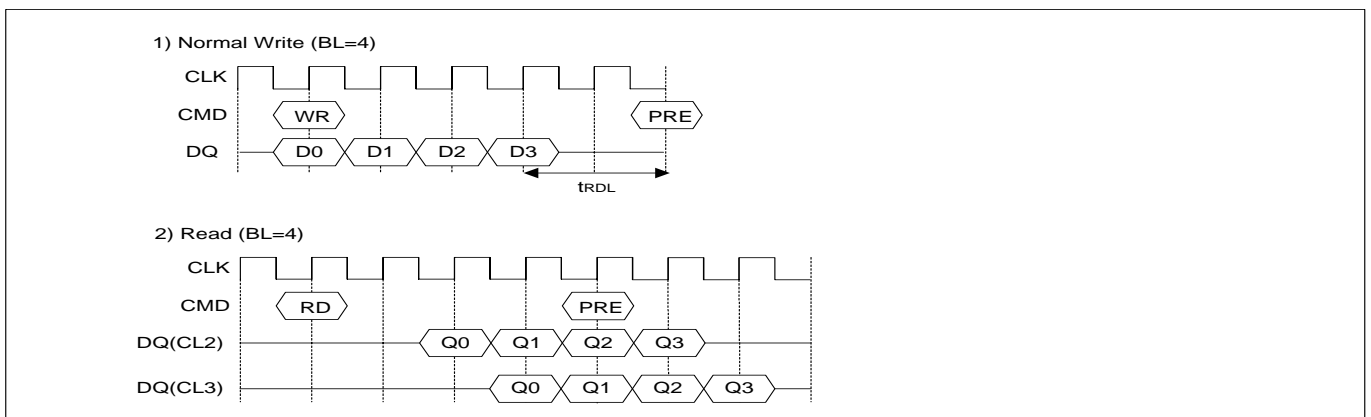 1) Normal Write (BL=4)
CLK
CMD WR PRE
DQ D0 D1 D2 D3
tRDL
2) Read (BL=4)
CLK
CMD RD PRE
DQ(CL2) Q0 Q1 Q2 Q3
DQ(CL3) Q0 Q1 Q2 Q3